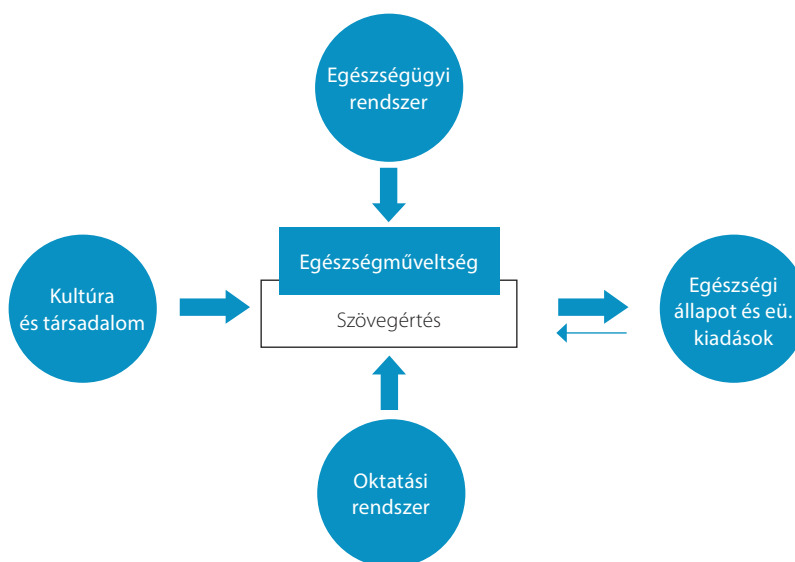 Egészségügyi
rendszer
Egészségműveltség
Kultúra
és társadalom
Szövegértés
Egészségi
állapot és eü.
kiadások
Oktatási
rendszer